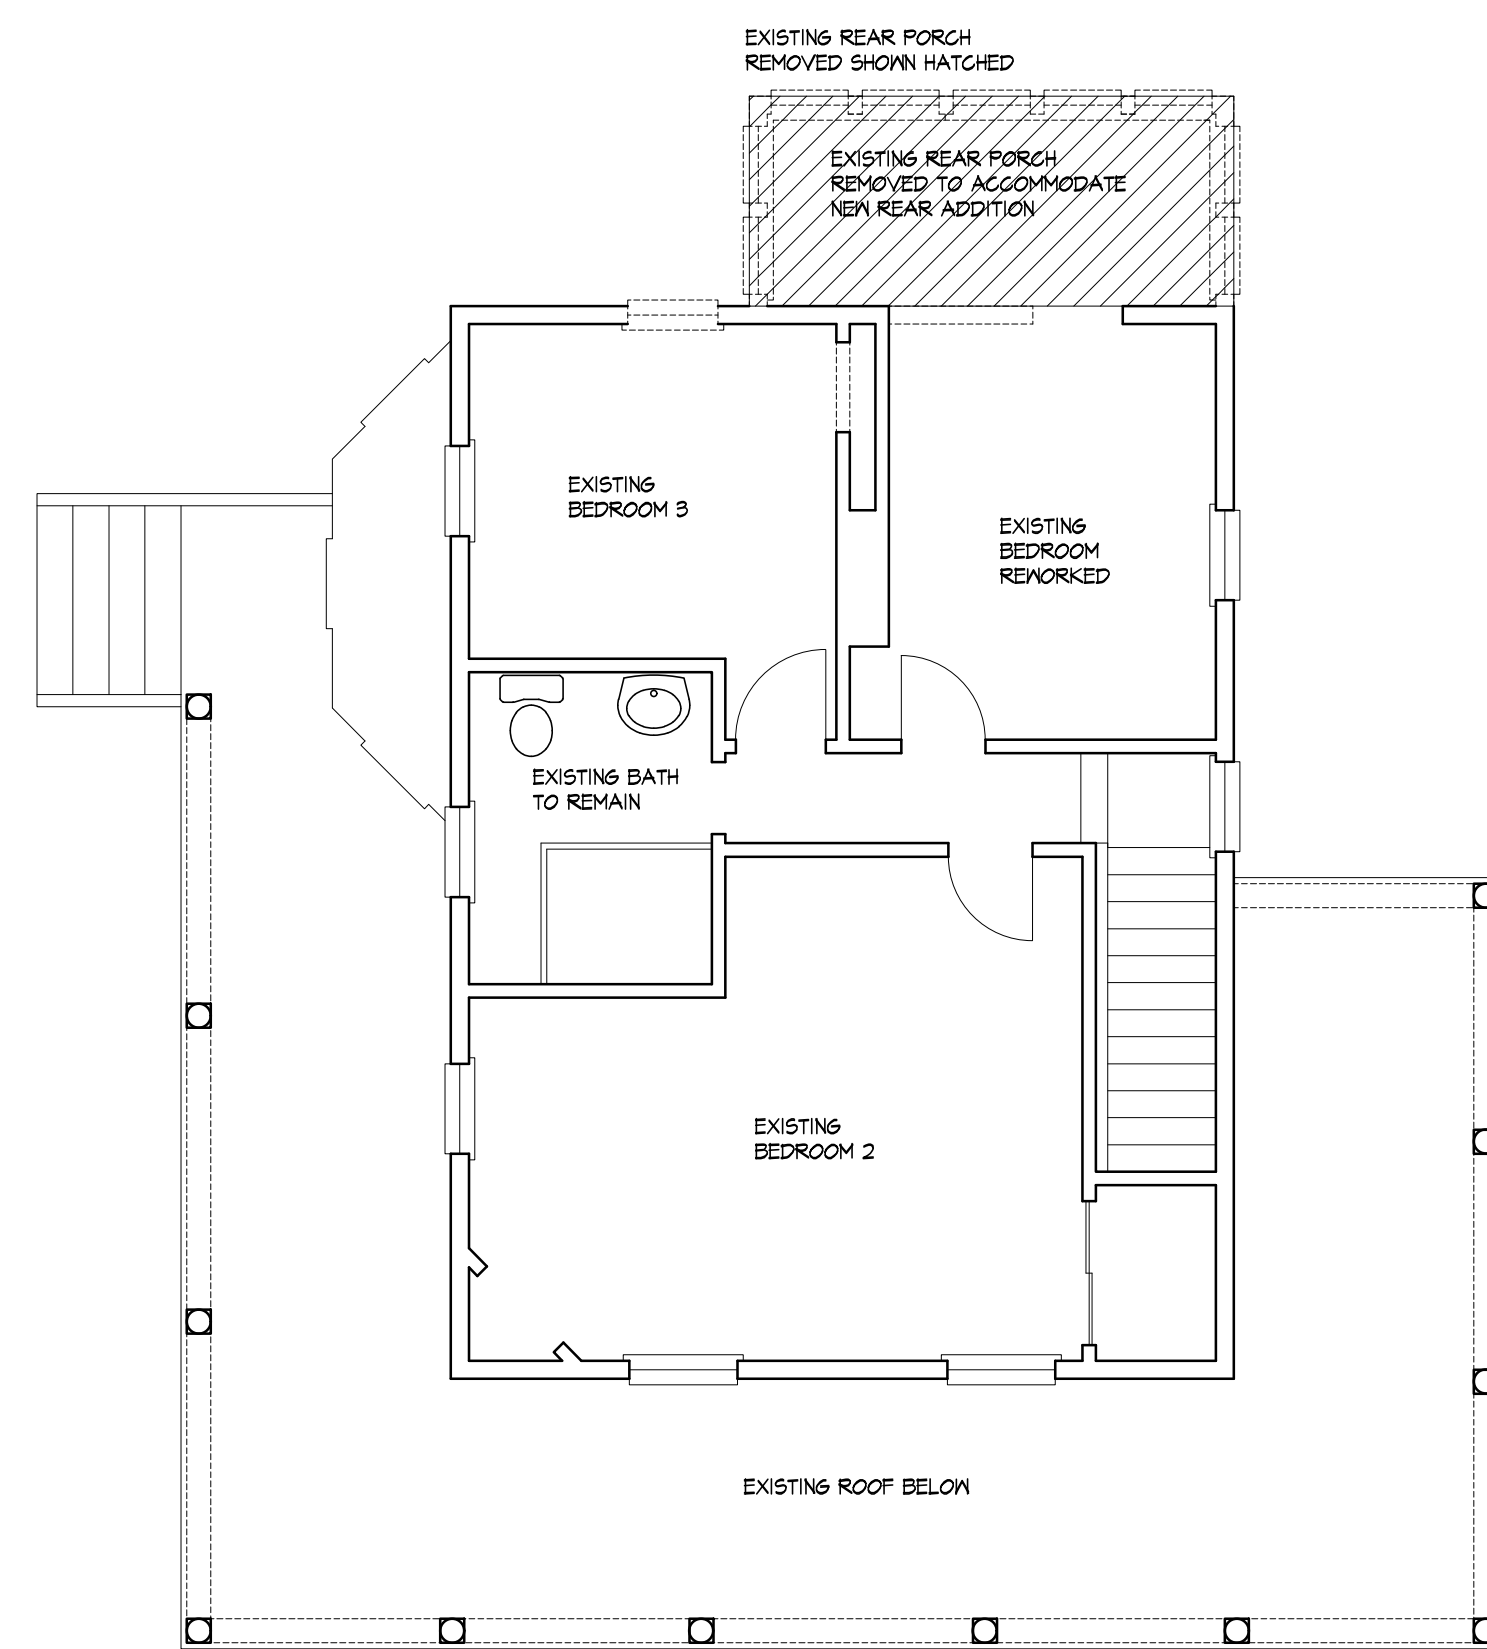 EXISTING REAR PORCH
REMOVED SHOWN HATCHED
EXISTING REAR PORCH
REMOVED TO ACCOMMODATE
NEW REAR ADDITION
EXISTING
BEDROOM 3
EXISTING
BEDROOM
REWORKED
EXISTING BATH
TO REMAIN
EXISTING
BEDROOM 2
EXISTING ROOF BELOW